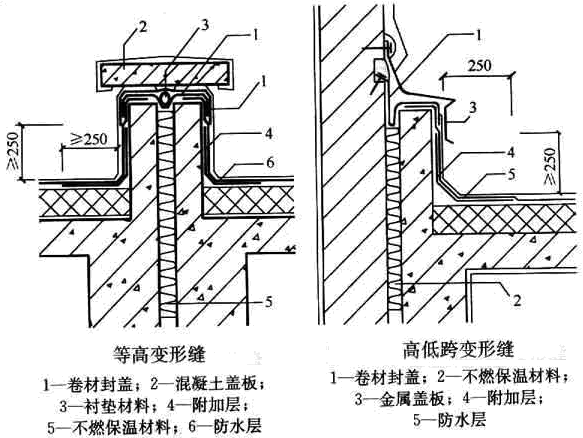 2
3
1
1
≥250
≥250
4
6
5
等高变形缝
1—卷材封盖；2—混凝土盖板；
3—衬垫材料；4—附加层；
5—不燃保温材料；6—防水层
1
250
3
≥250
4
5
2
高低跨变形缝
1—卷材封盖；2—不燃保温材料；
3—金属盖板；4—附加层；
5—防水层